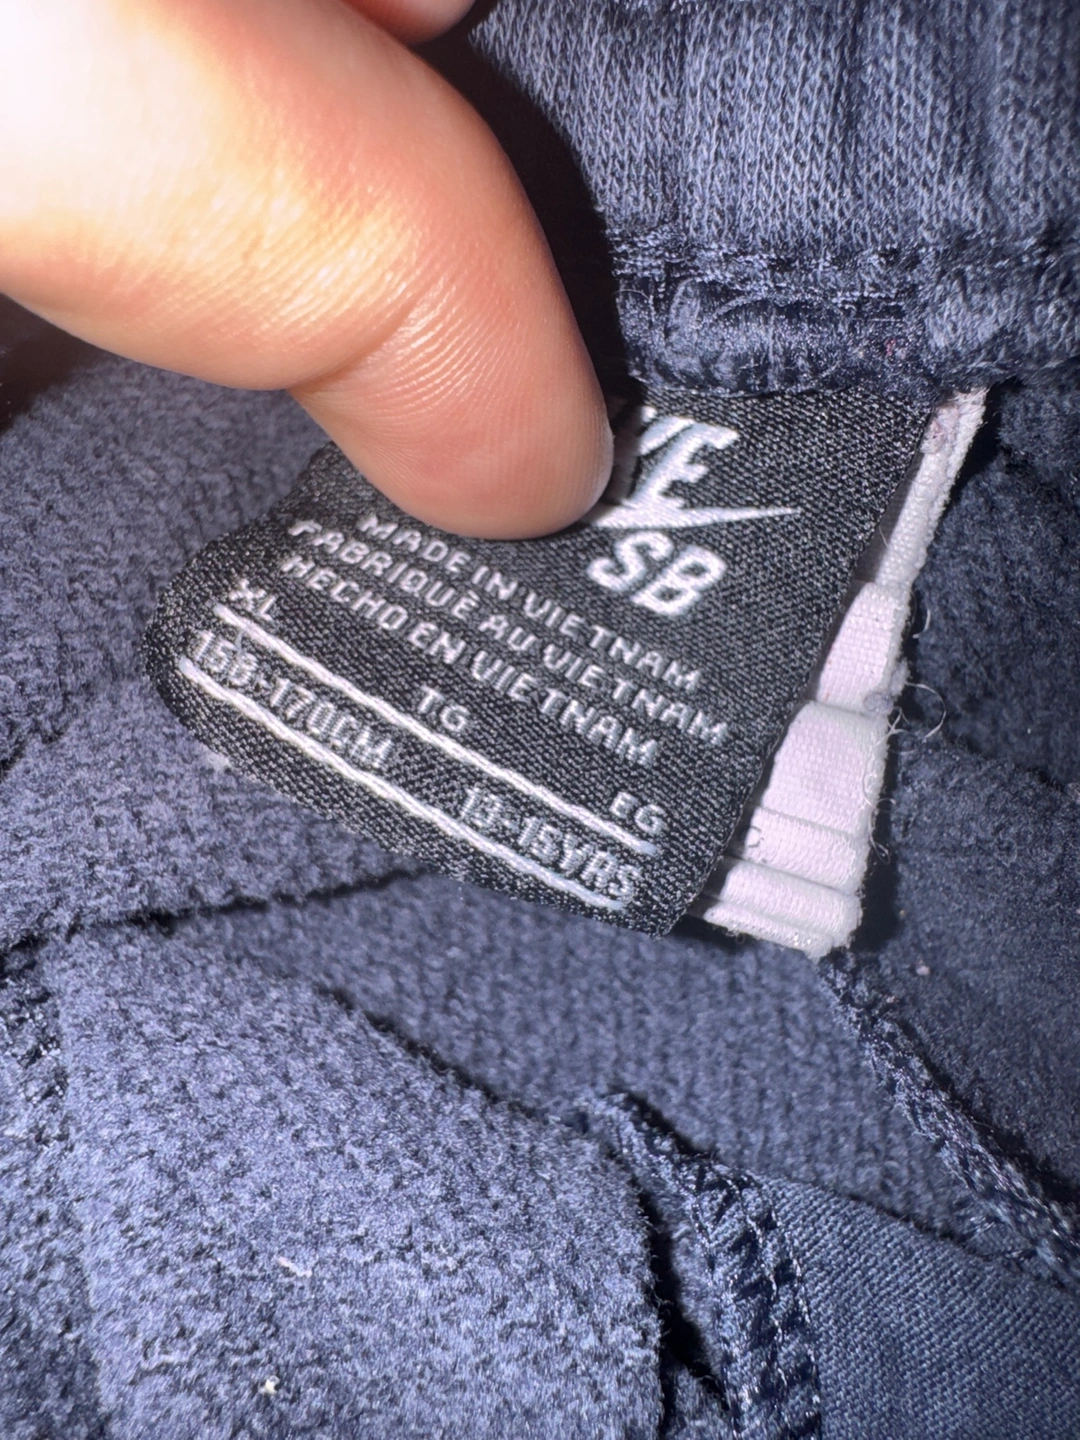 SB
MADE IN VIETNAM
FABRIQUÉ AU VIETNAM
HECHO EN VIETNAM
XL TG EG
158-170CM 13-15YRS